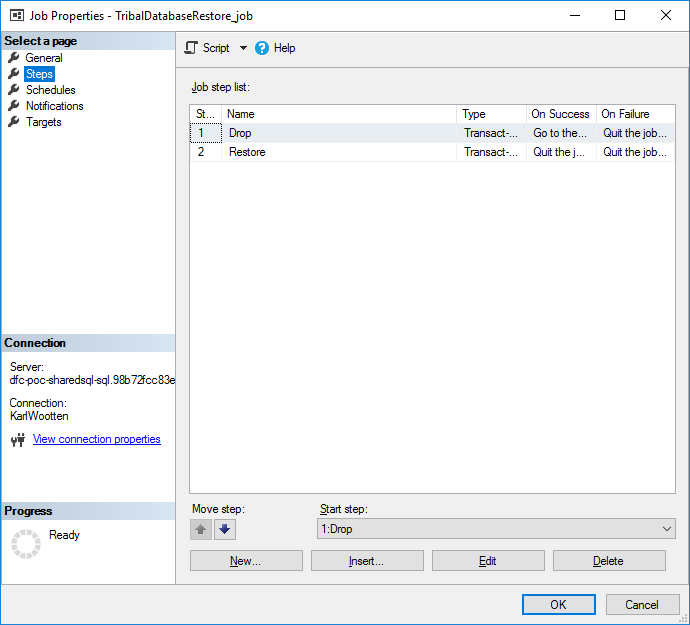 Job Properties - TribalDatabaseRestore_job
Select a page
General
Steps
Schedules
Notifications
Targets
Script
Help
Job step list:
St... Name Type On Success On Failure
1 Drop Transact-... Go to the... Quit the job...
2 Restore Transact-... Quit the j... Quit the job...
Connection
Server:
dfc-poc-sharedsql-sql.98b72fcc83e
Connection:
KarlWootten
View connection properties
Progress
Ready
Move step:
Start step:
1:Drop
New... Insert... Edit Delete
OK Cancel